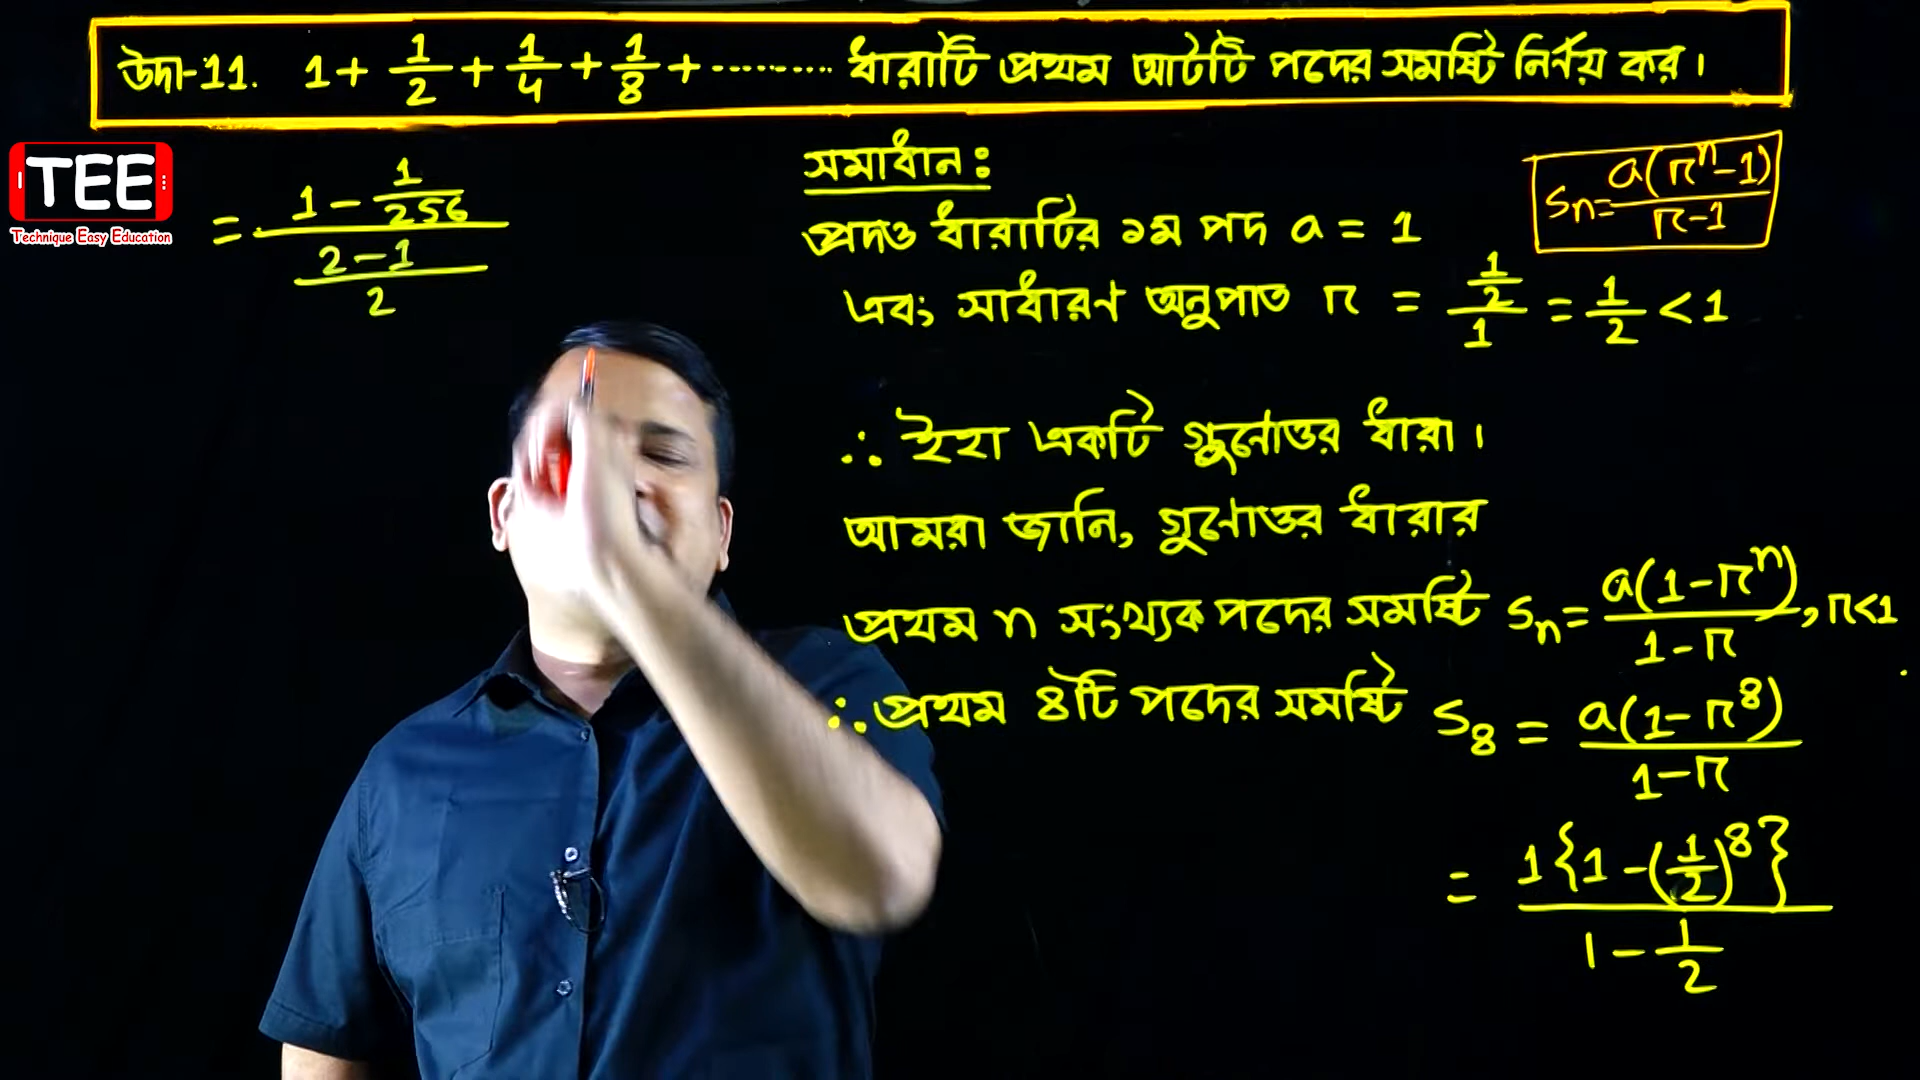 উদা-11. 1 + 1/2 + 1/4 + 1/8 + ........... ধারাটি প্রথম আটটি পদের সমষ্টি নির্ণয় কর।
TEE
Technique Easy Education
= (1 - 1/256) / ((2-1)/2)
সমাধান:
Sn = a(r^n - 1) / (r-1)
প্রদত্ত ধারাটির ১ম পদ a = 1
এবং সাধারণ অনুপাত r = (1/2)/1 = 1/2 < 1
∴ ইহা একটি গুনোত্তর ধারা।
আমরা জানি, গুনোত্তর ধারার
প্রথম n সংখ্যক পদের সমষ্টি Sn = a(1-r^n) / (1-r), r<1
∴ প্রথম ৪টি পদের সমষ্টি S8 = a(1-r^8) / (1-r)
= 1{1-(1/2)^8} / (1 - 1/2)